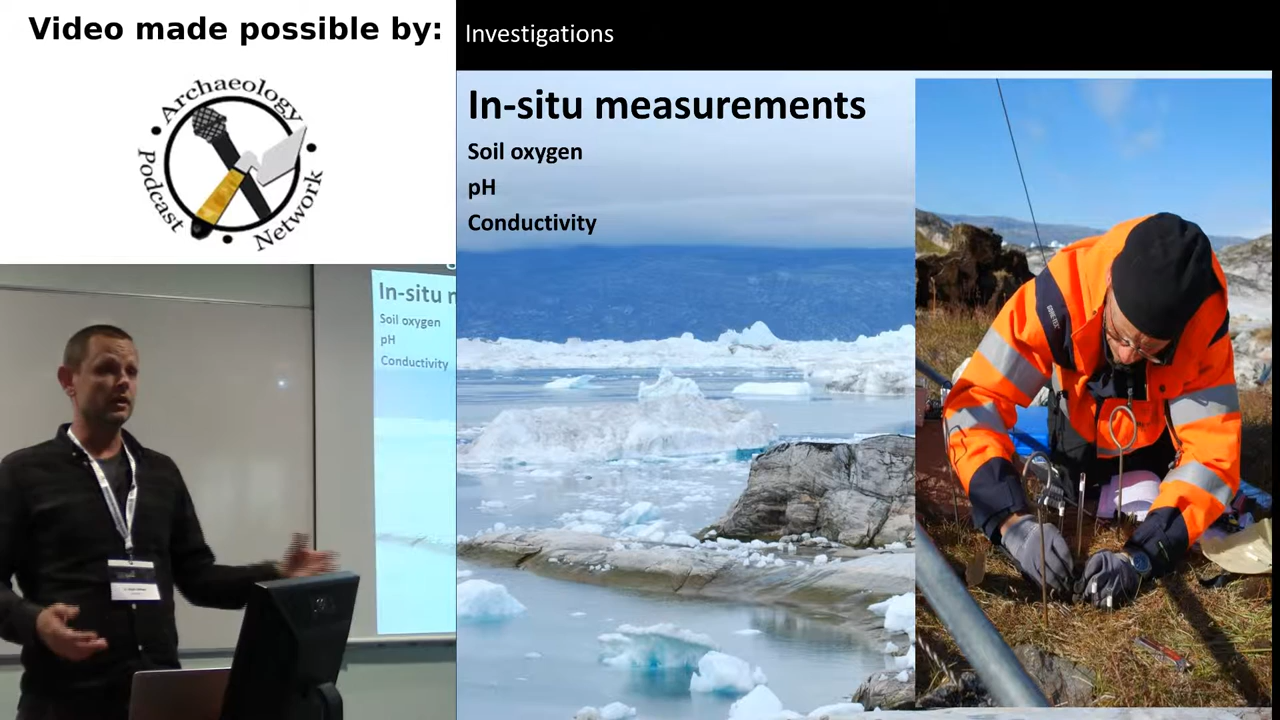 Video made possible by:
Archaeology
Podcast
Network
In-situ
Soil oxygen
pH
Conductivity
Investigations
In-situ measurements
Soil oxygen
pH
Conductivity